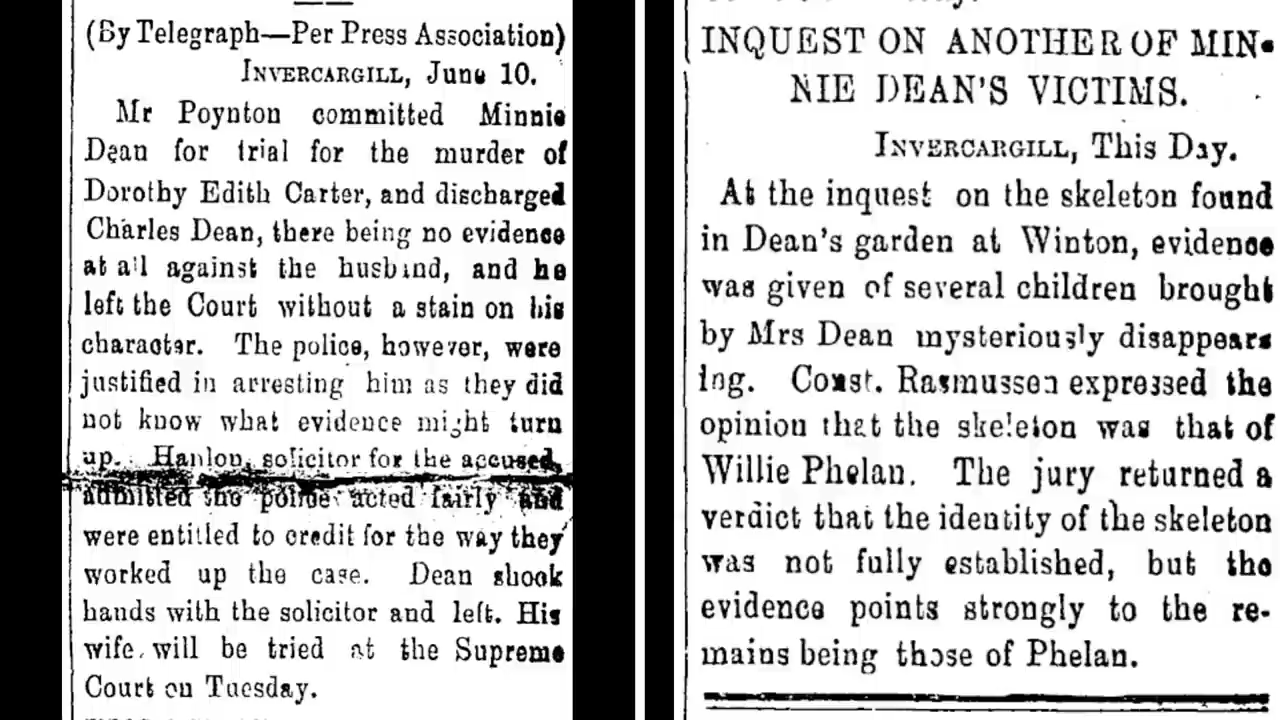 (By Telegraph—Per Press Association)
INVERCARGILL, June 10.
Mr Poynton committed Minnie
Dean for trial for the murder of
Dorothy Edith Carter, and discharged
Charles Dean, there being no evidence
at all against the husband, and he
left the Court without a stain on his
character. The police, however, were
justified in arresting him as they did
not know what evidence might turn
up. Hanlon, solicitor for the accused,
admitted the police acted fairly and
were entitled to credit for the way they
worked up the case. Dean shook
hands with the solicitor and left. His
wife will be tried at the Supreme
Court on Tuesday.
INQUEST ON ANOTHER OF MIN-
NIE DEAN'S VICTIMS.
INVERCARGILL, This Day.
At the inquest on the skeleton found
in Dean's garden at Winton, evidence
was given of several children brought
by Mrs Dean mysteriously disappear-
ing. Const. Rasmussen expressed the
opinion that the skeleton was that of
Willie Phelan. The jury returned a
verdict that the identity of the skeleton
was not fully established, but the
evidence points strongly to the re-
mains being those of Phelan.